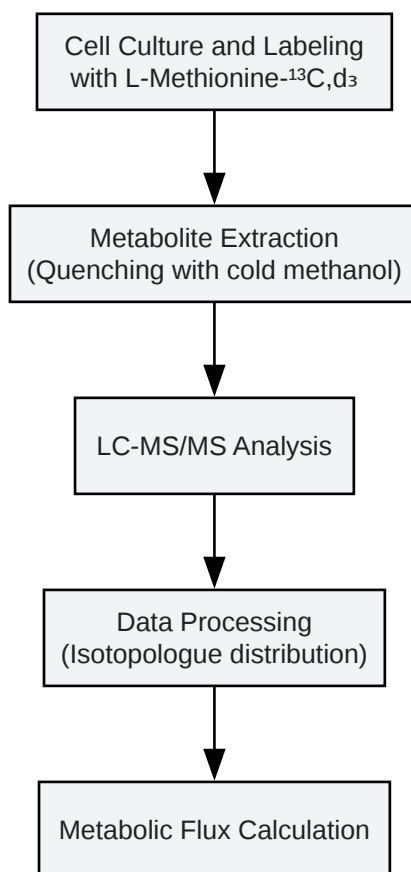 Cell Culture and Labeling
with L-Methionine-¹³C,d₃
Metabolite Extraction
(Quenching with cold methanol)
LC-MS/MS Analysis
Data Processing
(Isotopologue distribution)
Metabolic Flux Calculation